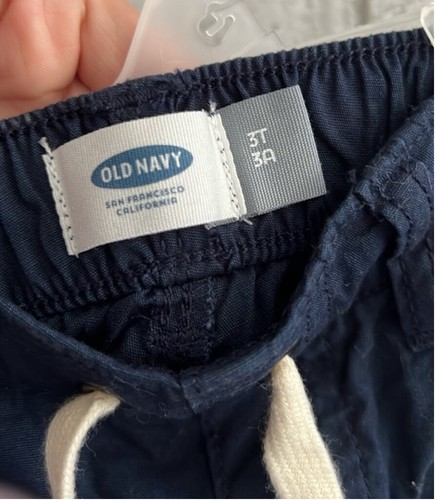 OLD NAVY
SAN FRANCISCO
CALIFORNIA
3T
3A